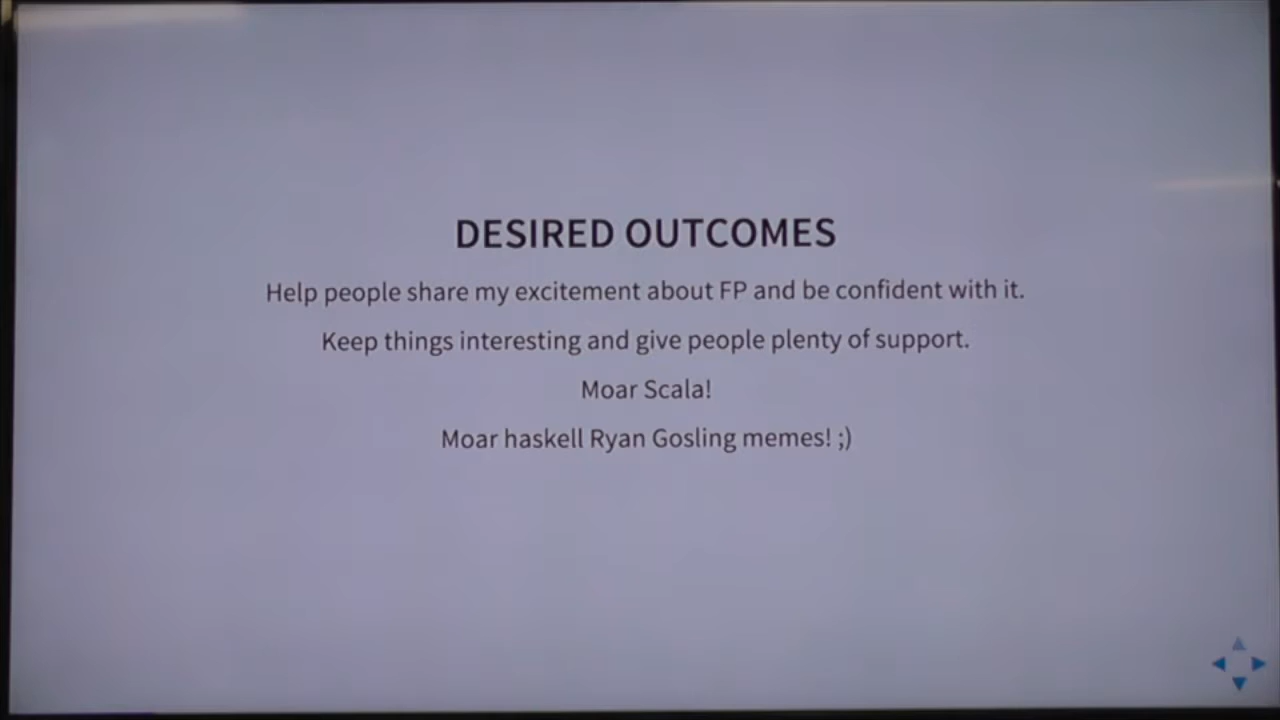 DESIRED OUTCOMES
Help people share my excitement about FP and be confident with it.
Keep things interesting and give people plenty of support.
Moar Scala!
Moar haskell Ryan Gosling memes! ;)